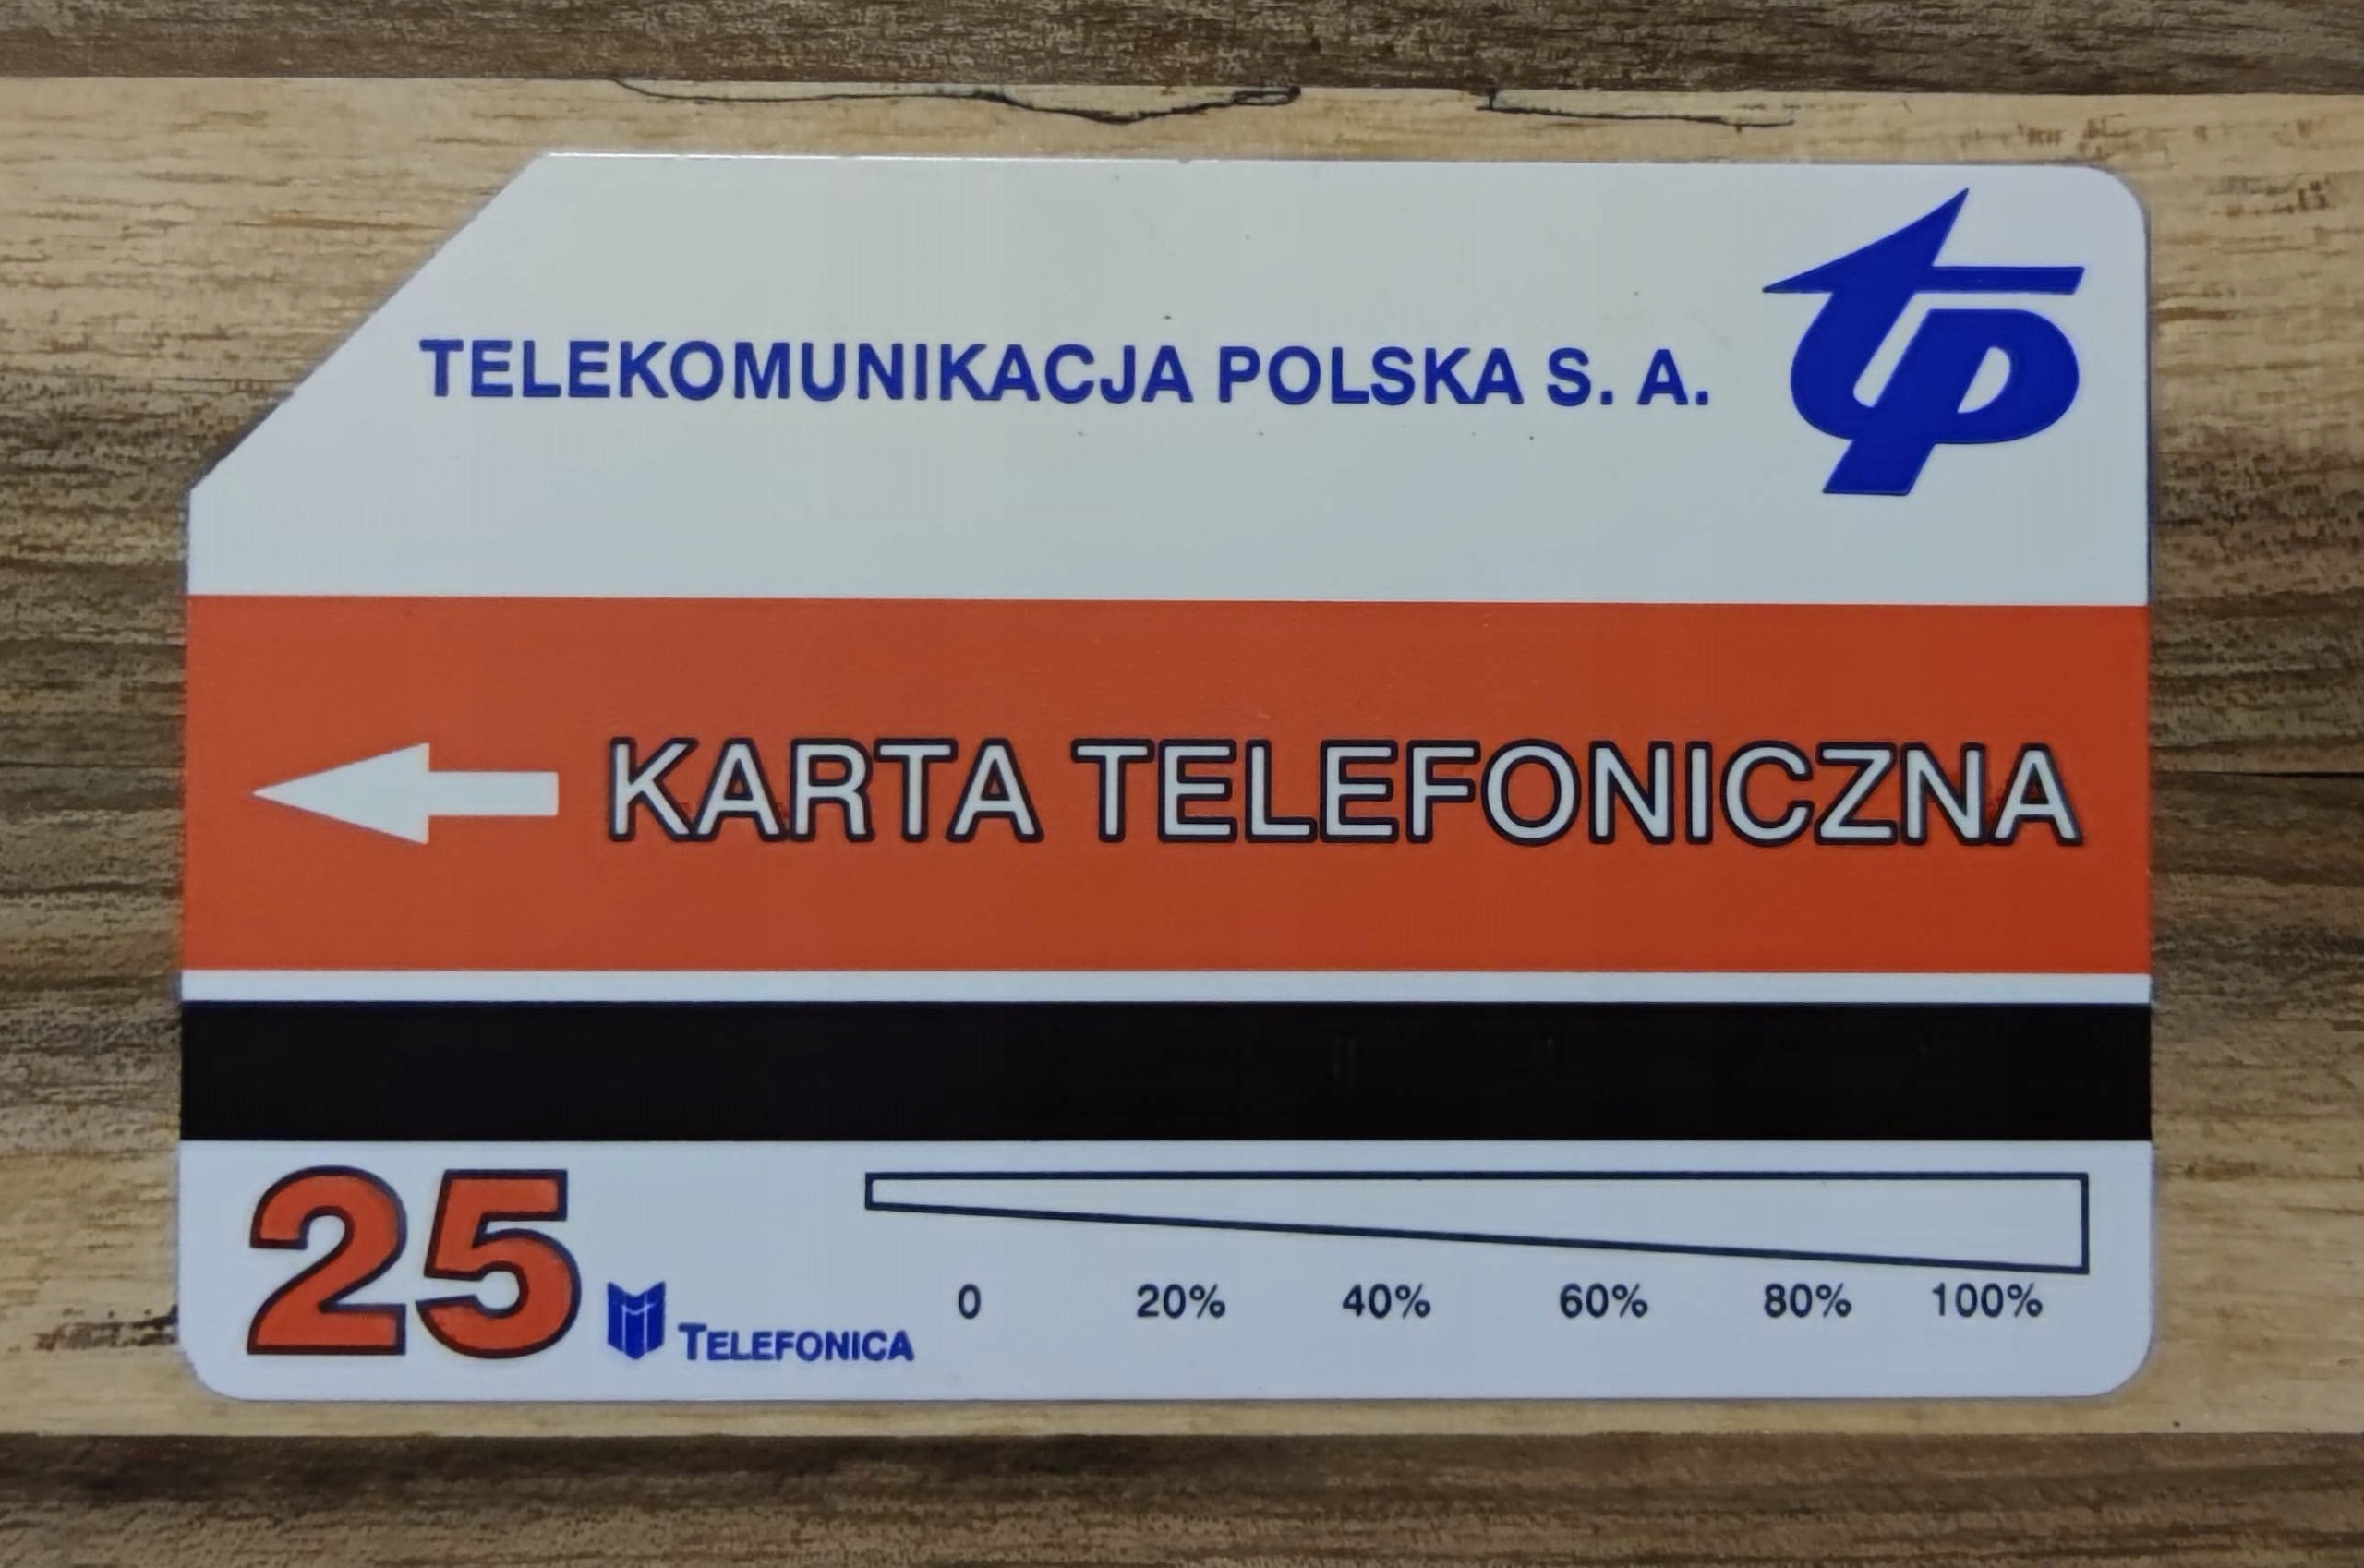 TELEKOMUNIKACJA POLSKA S. A.
tp
KARTA TELEFONICZNA
25
TELEFONICA
0 20% 40% 60% 80% 100%